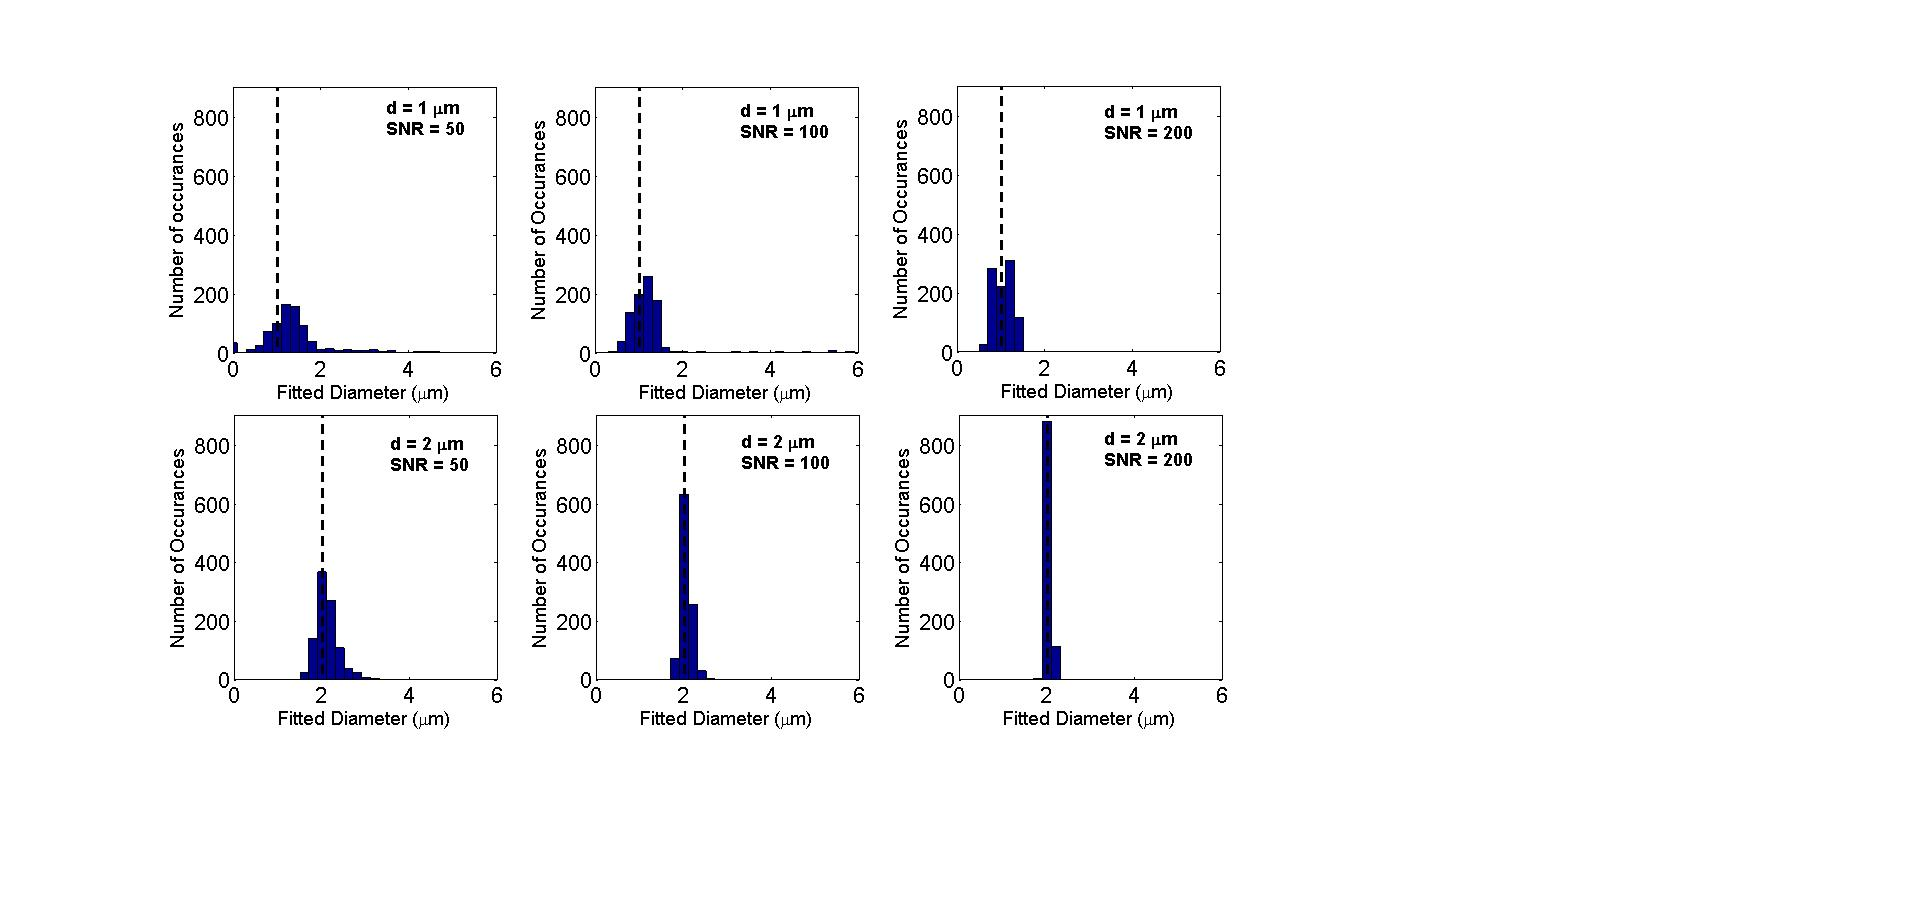 d = 1 μm
SNR = 50
Number of occurances
800
600
400
200
0
0 2 4 6
Fitted Diameter (μm)
d = 1 μm
SNR = 100
Number of Occurances
800
600
400
200
0
0 2 4 6
Fitted Diameter (μm)
d = 1 μm
SNR = 200
Number of Occurances
800
600
400
200
0
0 2 4 6
Fitted Diameter (μm)
d = 2 μm
SNR = 50
Number of Occurances
800
600
400
200
0
0 2 4 6
Fitted Diameter (μm)
d = 2 μm
SNR = 100
Number of Occurances
800
600
400
200
0
0 2 4 6
Fitted Diameter (μm)
d = 2 μm
SNR = 200
Number of Occurances
800
600
400
200
0
0 2 4 6
Fitted Diameter (μm)